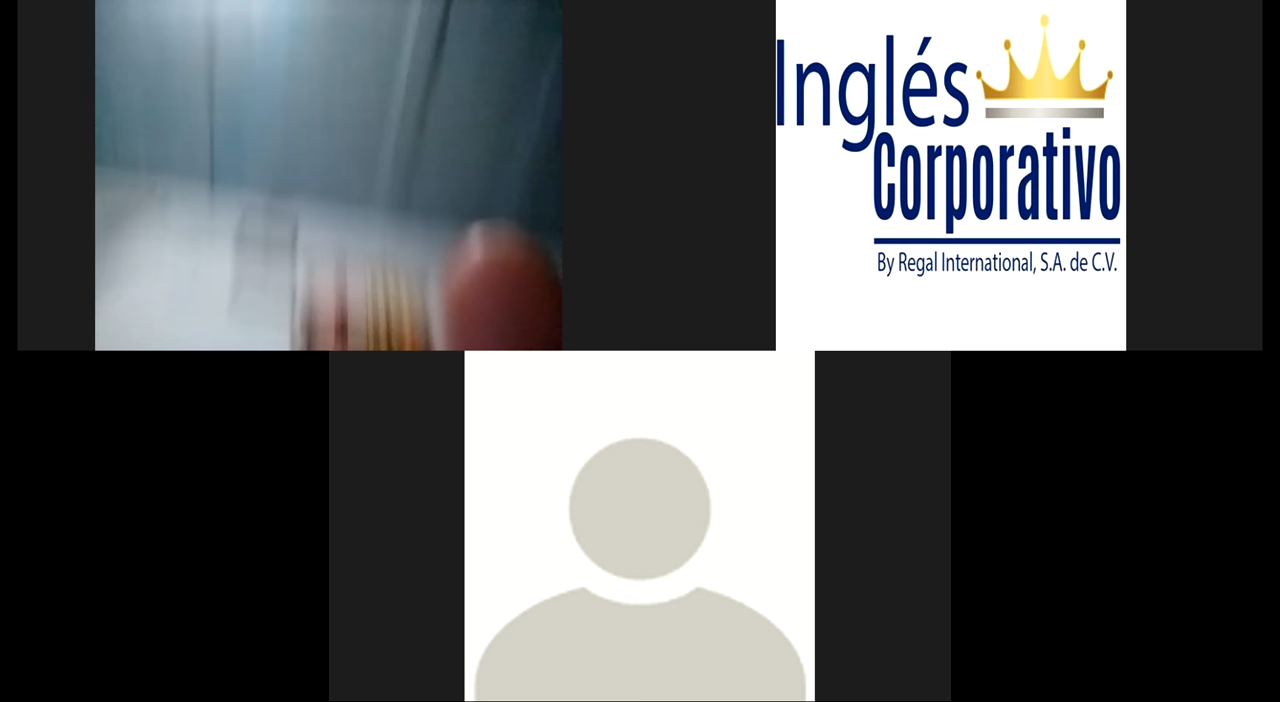 Inglés
Corporativo
By Regal International, S.A. de C.V.